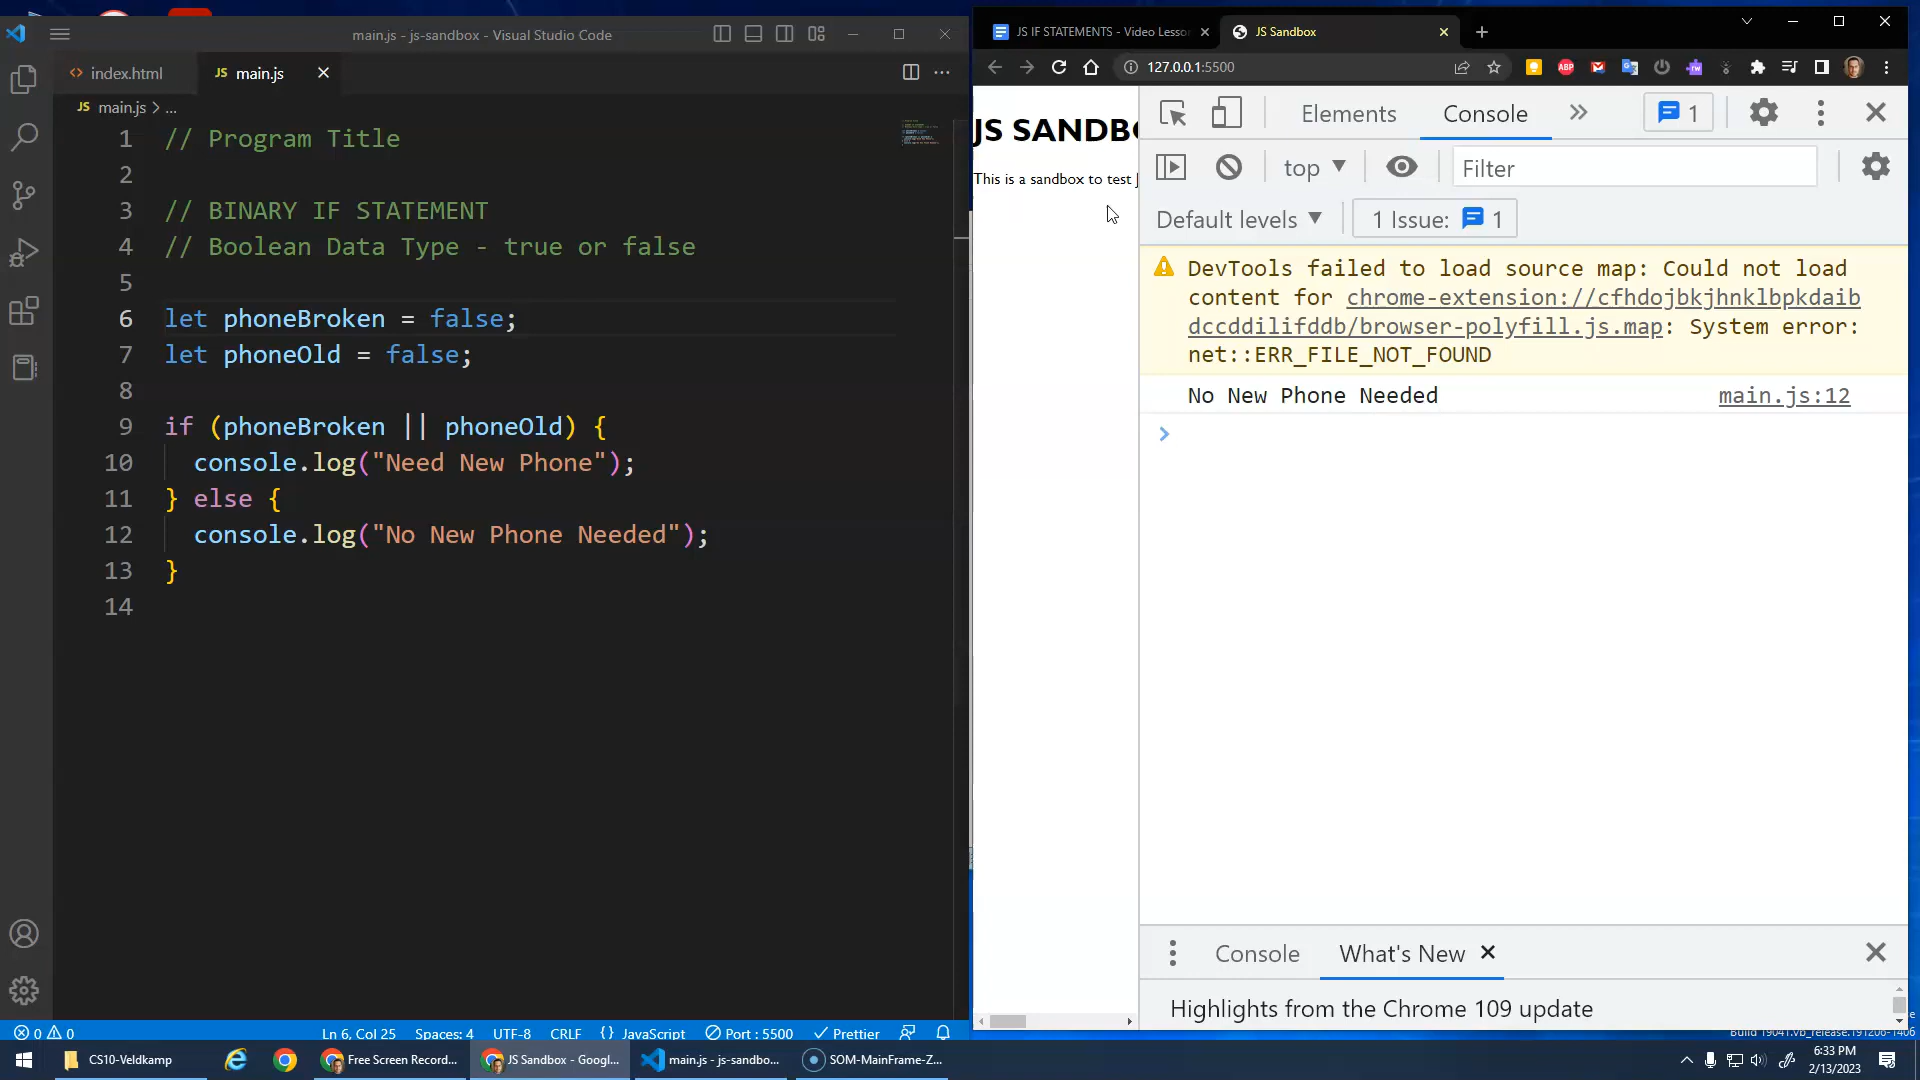 main.js - js-sandbox - Visual Studio Code
index.html
JS main.js
JS main.js > ...
1 // Program Title
2
3 // BINARY IF STATEMENT
4 // Boolean Data Type - true or false
5
6 let phoneBroken = false;
7 let phoneOld = false;
8
9 if (phoneBroken || phoneOld) {
10 console.log("Need New Phone");
11 } else {
12 console.log("No New Phone Needed");
13 }
14
0 0
Ln 6, Col 25 Spaces: 4 UTF-8 CRLF {} JavaScript Port : 5500 Prettier
JS IF STATEMENTS - Video Lesso
JS Sandbox
127.0.0.1:5500
JS SANDB
This is a sandbox to test J
Elements Console 1
top Filter
Default levels 1 Issue: 1
DevTools failed to load source map: Could not load
content for chrome-extension://cfhdojbkjhnklbpkdaib
dccddilifddb/browser-polyfill.js.map: System error:
net::ERR_FILE_NOT_FOUND
No New Phone Needed main.js:12
Console What's New
Highlights from the Chrome 109 update
CS10-Veldkamp
Free Screen Record...
JS Sandbox - Googl...
main.js - js-sandbo...
SOM-MainFrame-Z...
6:33 PM
2/13/2023